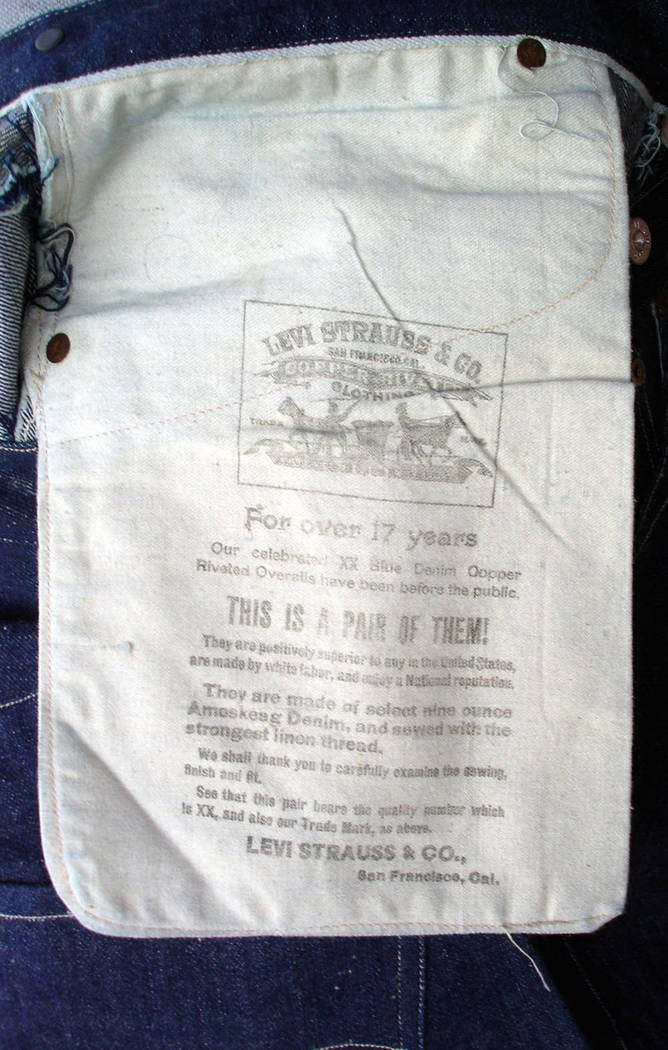 LEVI STRAUSS & CO.
SAN FRANCISCO, CAL.
COPPER RIVETED
CLOTHING
TRADE MARK
For over 17 years
Our celebrated XX Blue Denim Copper
Riveted Overalls have been before the public.
THIS IS A PAIR OF THEM!
They are positively superior to any in the United States,
are made by white labor, and enjoy a National reputation.
They are made of select nine ounce
Amoskeag Denim, and sewed with the
strongest linen thread.
We shall thank you to carefully examine the sewing,
finish and fit.
See that this pair bears the quality number which
is XX, and also our Trade Mark, as above.
LEVI STRAUSS & CO.,
San Francisco, Cal.